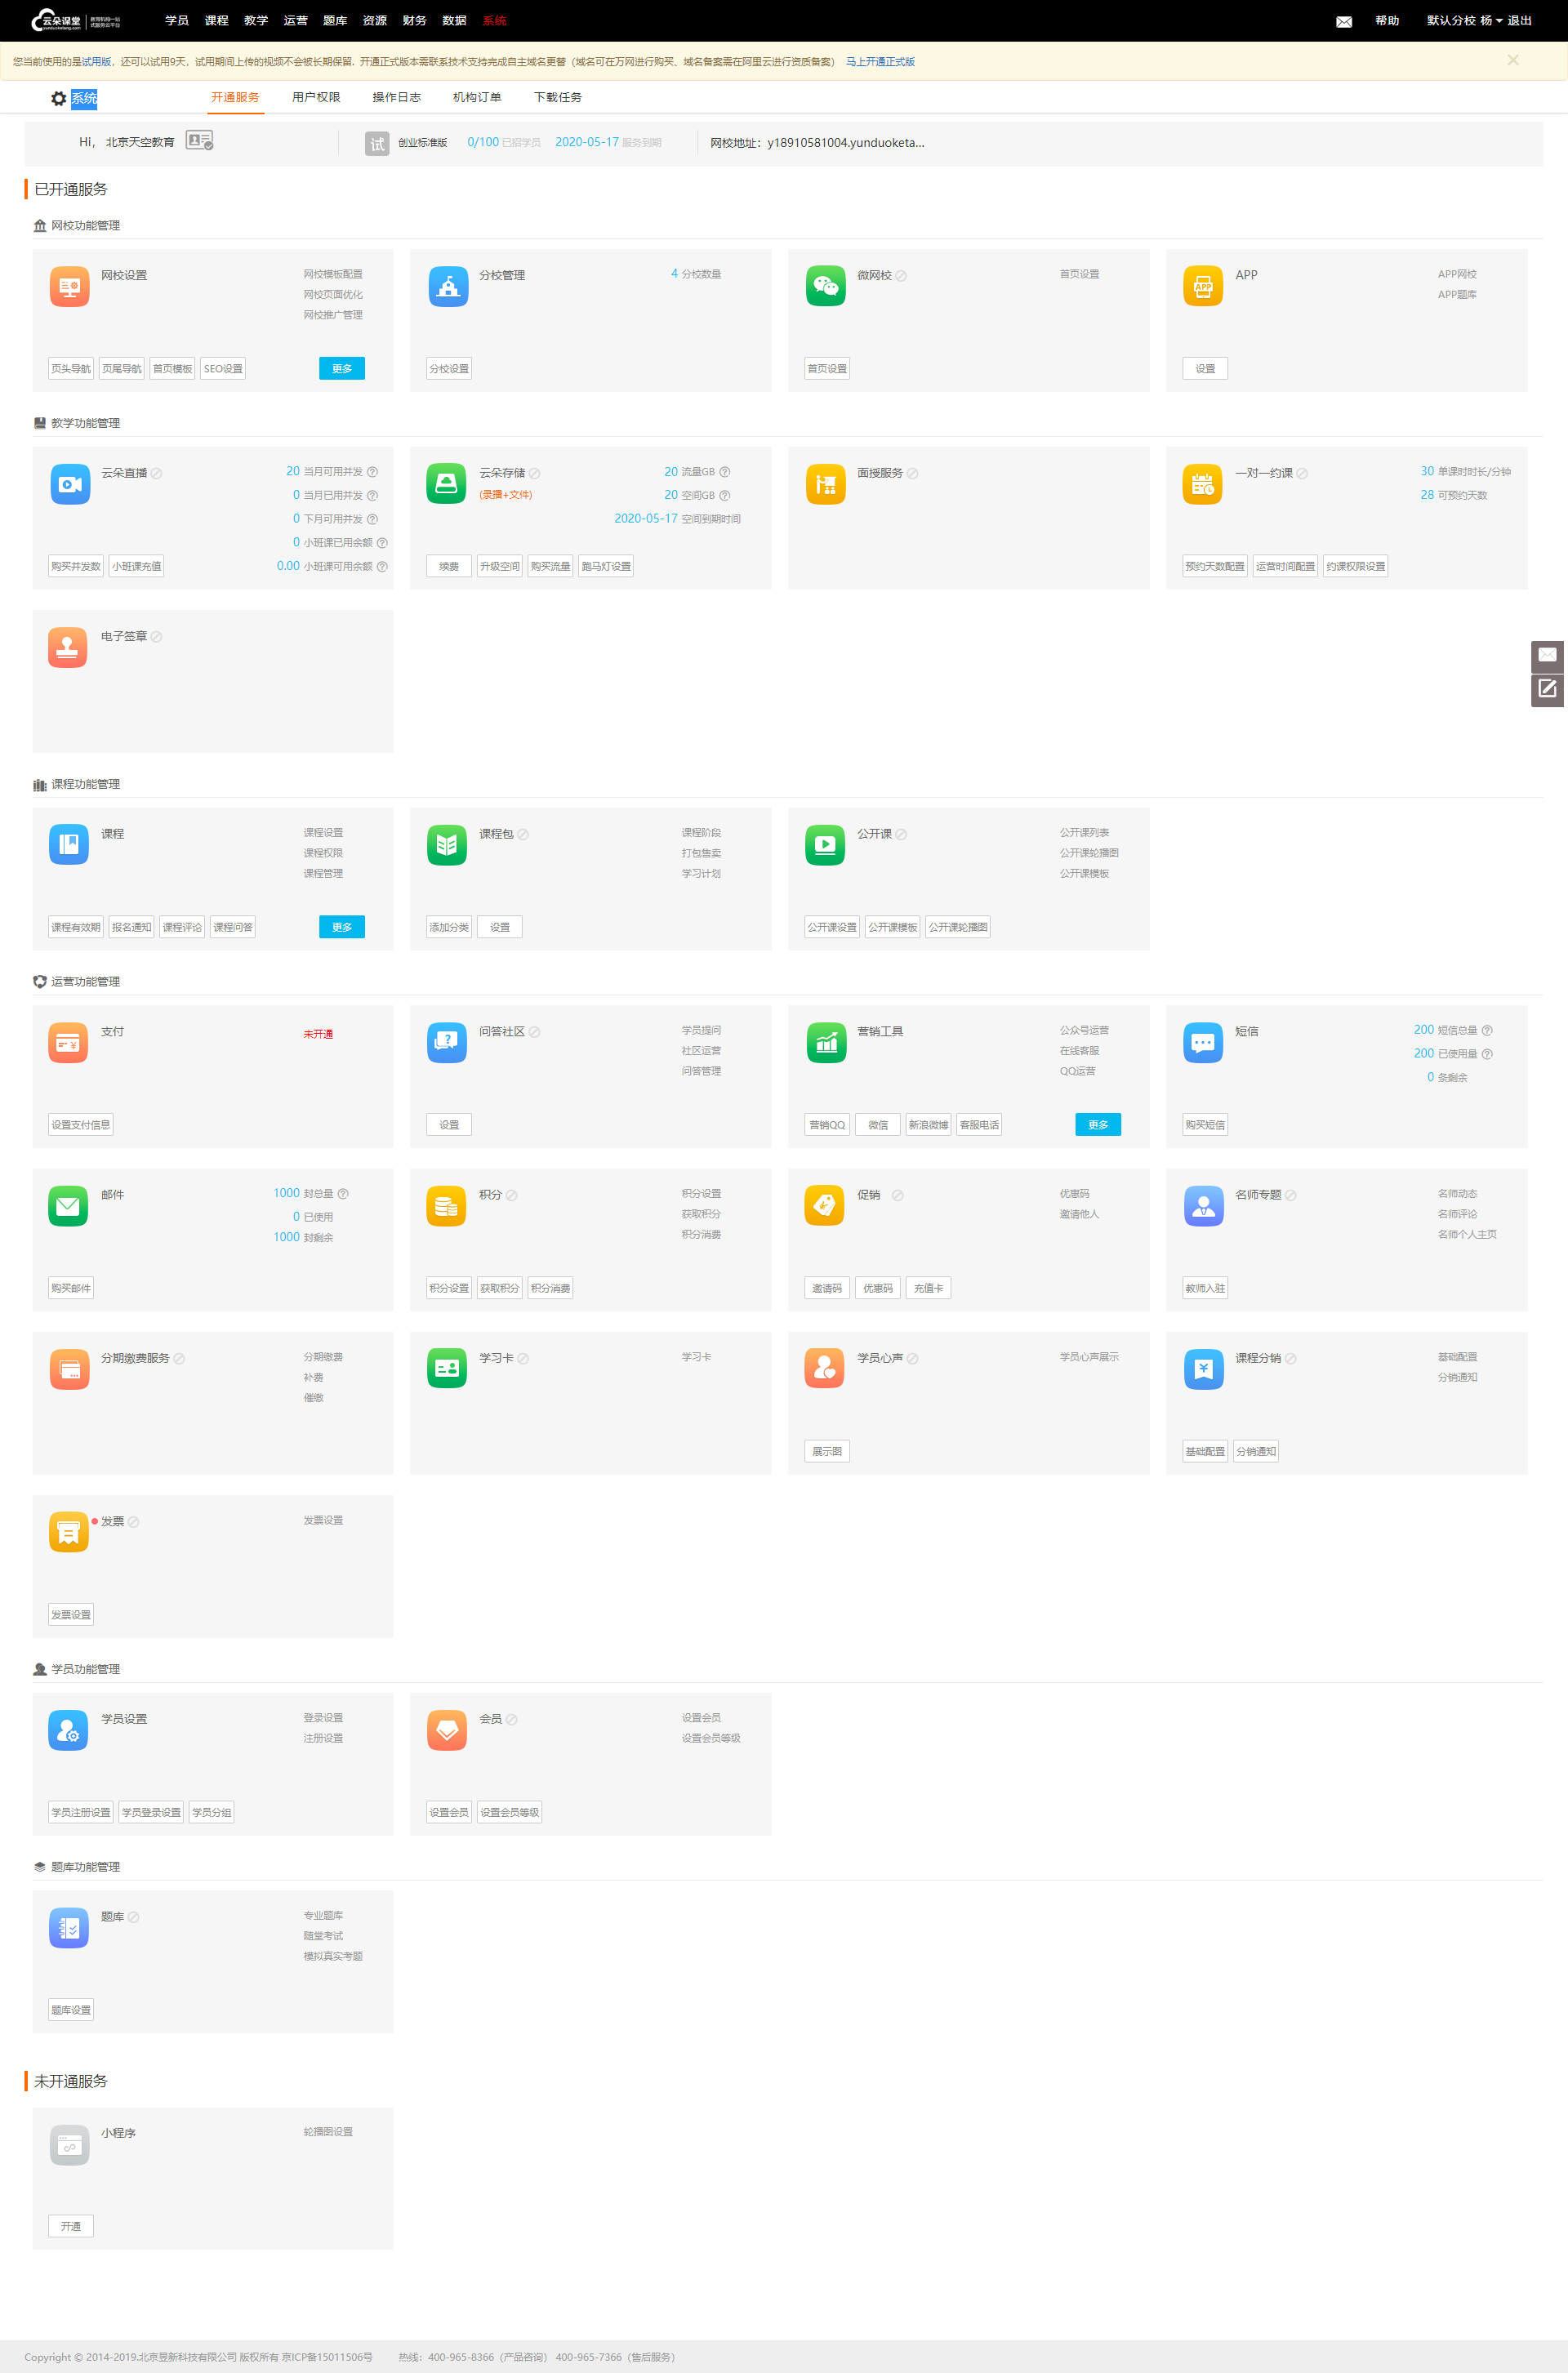 云朵课堂 教育机构一站式服务云平台
yunduoketang.com
学员 课程 教学 运营 题库 资源 财务 数据 系统 帮助 默认分校 杨 退出
您当前使用的是试用版，还可以试用9天，试用期间上传的视频不会被长期保留. 开通正式版本需联系技术支持完成自主域名更替（域名可在万网进行购买、域名备案需在阿里云进行资质备案） 马上开通正式版
系统 开通服务 用户权限 操作日志 机构订单 下载任务
Hi, 北京天空教育 试 创业标准版 0/100 已招学员 2020-05-17 服务到期 网校地址：y18910581004.yunduoketa...
已开通服务
网校功能管理
网校设置
网校模板配置
网校页面优化
网校推广管理
页头导航 页尾导航 首页模板 SEO设置 更多
分校管理
4 分校数量
分校设置
微网校
首页设置
首页设置
APP
APP
APP网校
APP题库
设置
教学功能管理
云朵直播
20 当月可用并发
0 当月已用并发
0 下月可用并发
0 小班课已用余额
0.00 小班课可用余额
购买并发数 小班课充值
云朵存储
(录播+文件)
20 流量GB
20 空间GB
2020-05-17 空间到期时间
续费 升级空间 购买流量 跑马灯设置
面授服务
一对一约课
30 单课时时长/分钟
28 可预约天数
预约天数配置 运营时间配置 约课权限设置
电子签章
课程功能管理
课程
课程设置
课程权限
课程管理
课程有效期 报名通知 课程评论 课程问答 更多
课程包
课程阶段
打包售卖
学习计划
添加分类 设置
公开课
公开课列表
公开课轮播图
公开课模板
公开课设置 公开课模板 公开课轮播图
运营功能管理
支付
未开通
设置支付信息
问答社区
学员提问
社区运营
问答管理
设置
营销工具
公众号运营
在线客服
QQ运营
营销QQ 微信 新浪微博 客服电话 更多
短信
200 短信总量
200 已使用量
0 条剩余
购买短信
邮件
1000 封总量
0 已使用
1000 封剩余
购买邮件
积分
积分设置
获取积分
积分消费
积分设置 获取积分 积分消费
促销
优惠码
邀请他人
邀请码 优惠码 充值卡
名师专题
名师动态
名师评论
名师个人主页
教师入驻
分期缴费服务
分期缴费
补费
催缴
学习卡
学习卡
学员心声
学员心声展示
展示图
课程分销
基础配置
分销通知
基础配置 分销通知
发票
发票设置
发票设置
学员功能管理
学员设置
登录设置
注册设置
学员注册设置 学员登录设置 学员分组
会员
设置会员
设置会员等级
设置会员 设置会员等级
题库功能管理
题库
专业题库
随堂考试
模拟真实考题
题库设置
未开通服务
小程序
轮播图设置
开通
Copyright © 2014-2019.北京昱新科技有限公司 版权所有 京ICP备15011506号 热线：400-965-8366（产品咨询） 400-965-7366（售后服务）